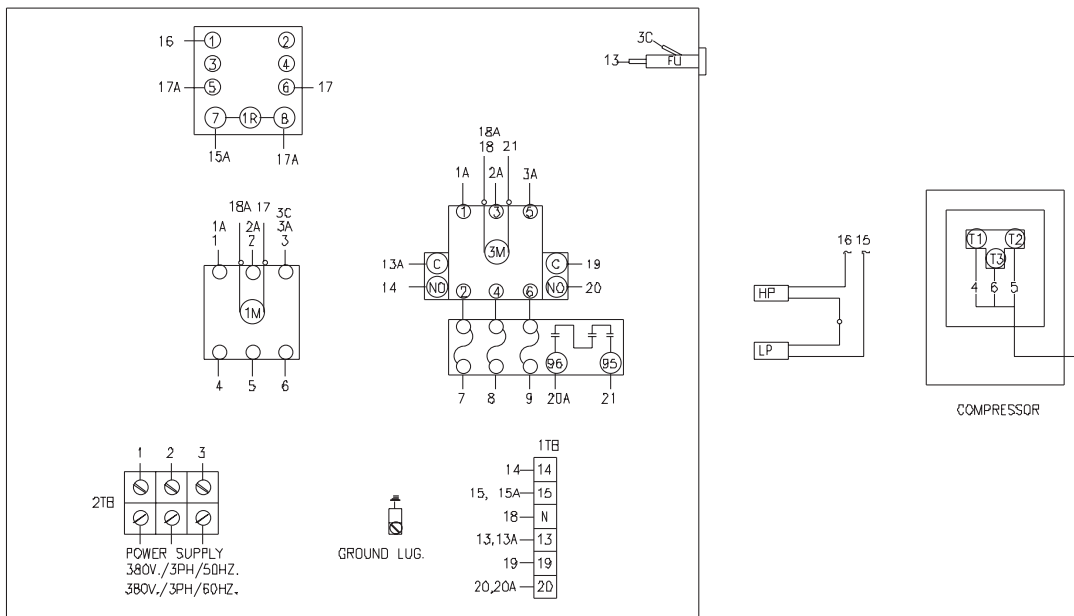 16 1 2
3 4
17A 5 6 17
7 1R 8
15A 17A
3C
13 FU
18A
18 21
1A 2A 3A
1 3 5
3M
13A C C 19
14 NO NO 20
2 4 6
96 95
7 8 9 20A 21
18A 17 3C
1A 2A 3A
1 2 3
1M
4 5 6
16 15
HP
LP
T1 T2
T3
4 6 5
COMPRESSOR
1 2 3
2TB
POWER SUPPLY
380V./3PH/50HZ.
380V./3PH/60HZ.
GROUND LUG.
1TB
14 14
15, 15A 15
18 N
13,13A 13
19 19
20,20A 20